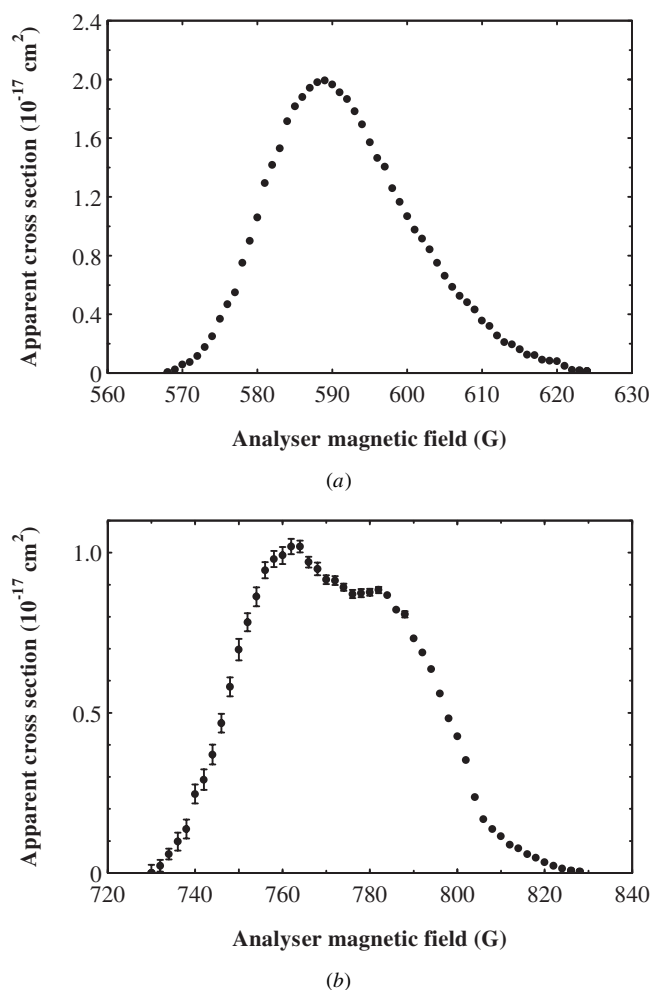 2.4
2.0
1.6
1.2
0.8
0.4
0
560 570 580 590 600 610 620 630
Apparent cross section (10⁻¹⁷ cm²)
Analyser magnetic field (G)
(a)
1.0
0.5
0
720 740 760 780 800 820 840
Apparent cross section (10⁻¹⁷ cm²)
Analyser magnetic field (G)
(b)